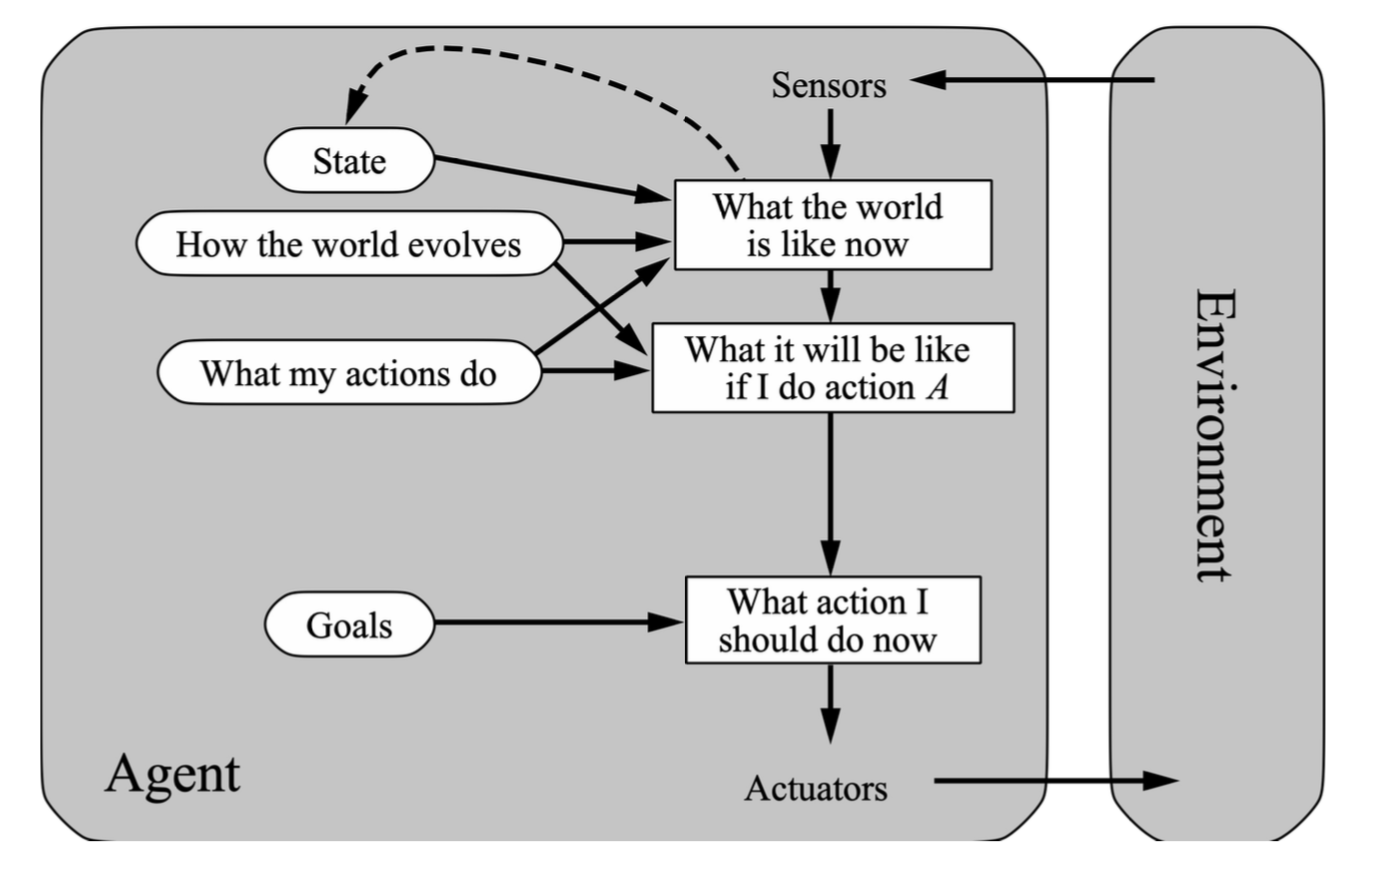 Sensors
State
What the world
is like now
How the world evolves
What it will be like
if I do action A
What my actions do
Goals
What action I
should do now
Agent
Actuators
Environment